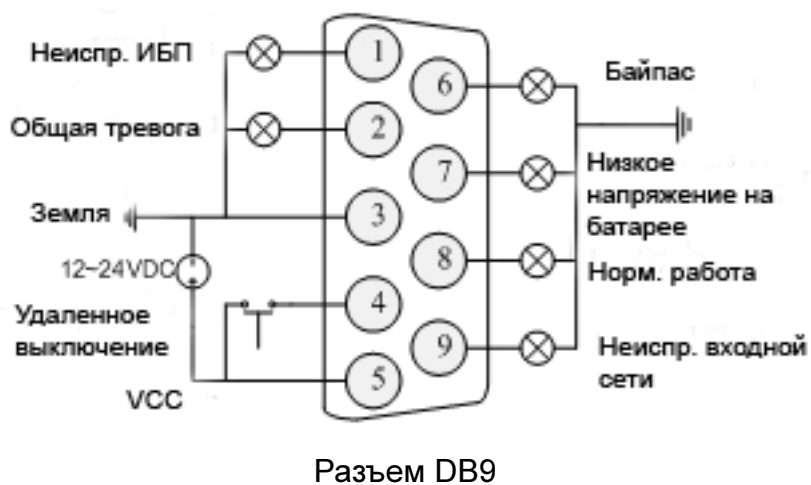 Неиспр. ИБП
1
6
Байпас
Общая тревога
2
7
Низкое
напряжение на
батарее
Земля
3
12~24VDC
8
Норм. работа
Удаленное
выключение
4
9
Неиспр. входной
сети
VCC
5
Разъем DB9